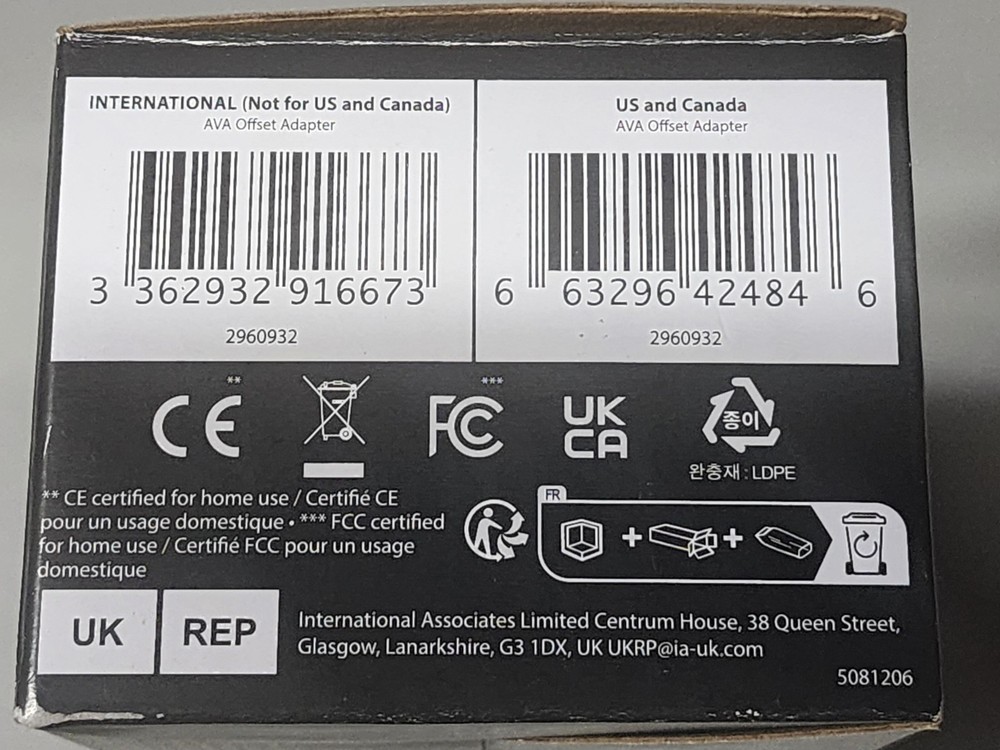 INTERNATIONAL (Not for US and Canada)
AVA Offset Adapter
3 362932 916673
2960932
US and Canada
AVA Offset Adapter
6 63296 42484 6
2960932
CE**
FC***
UK
CA
종이
완충재 : LDPE
** CE certified for home use / Certifié CE
pour un usage domestique • *** FCC certified
for home use / Certifié FCC pour un usage
domestique
FR
UK REP
International Associates Limited Centrum House, 38 Queen Street,
Glasgow, Lanarkshire, G3 1DX, UK UKRP@ia-uk.com
5081206